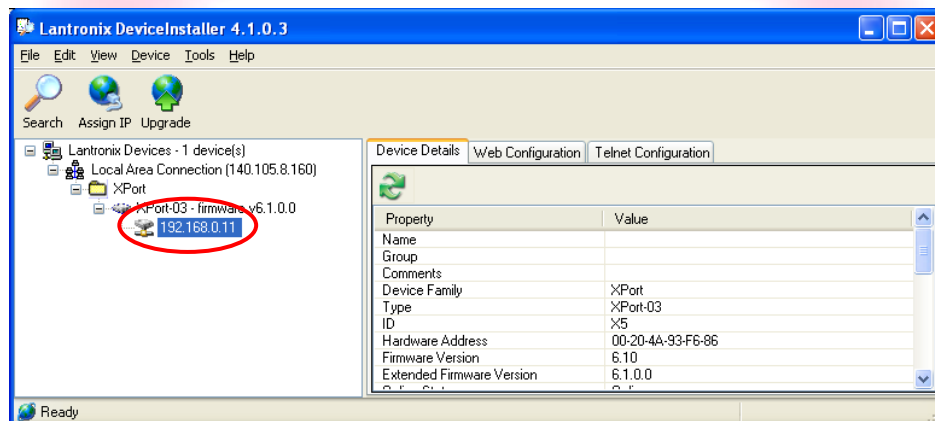 Lantronix DeviceInstaller 4.1.0.3
File Edit View Device Tools Help
Search Assign IP Upgrade
Lantronix Devices - 1 device(s)
Local Area Connection (140.105.8.160)
XPort
XPort-03 - firmware v6.1.0.0
192.168.0.11
Device Details Web Configuration Telnet Configuration
Property Value
Name
Group
Comments
Device Family XPort
Type XPort-03
ID X5
Hardware Address 00-20-4A-93-F6-86
Firmware Version 6.10
Extended Firmware Version 6.1.0.0
Ready